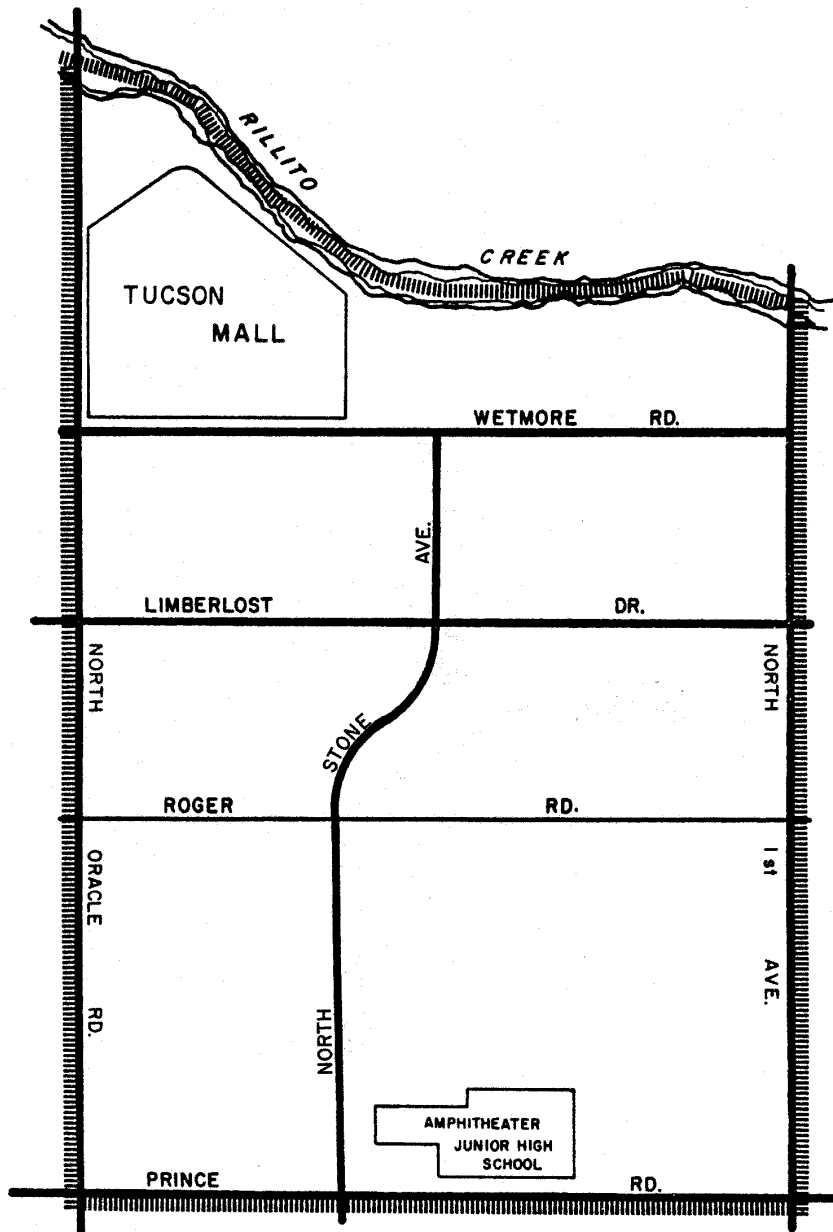 RILLITO
CREEK
TUCSON
MALL
WETMORE RD.
AVE.
LIMBERLOST DR.
NORTH
NORTH
STONE
ROGER RD.
ORACLE
1st
AVE.
RD.
NORTH
AMPHITHEATER
JUNIOR HIGH
SCHOOL
PRINCE RD.